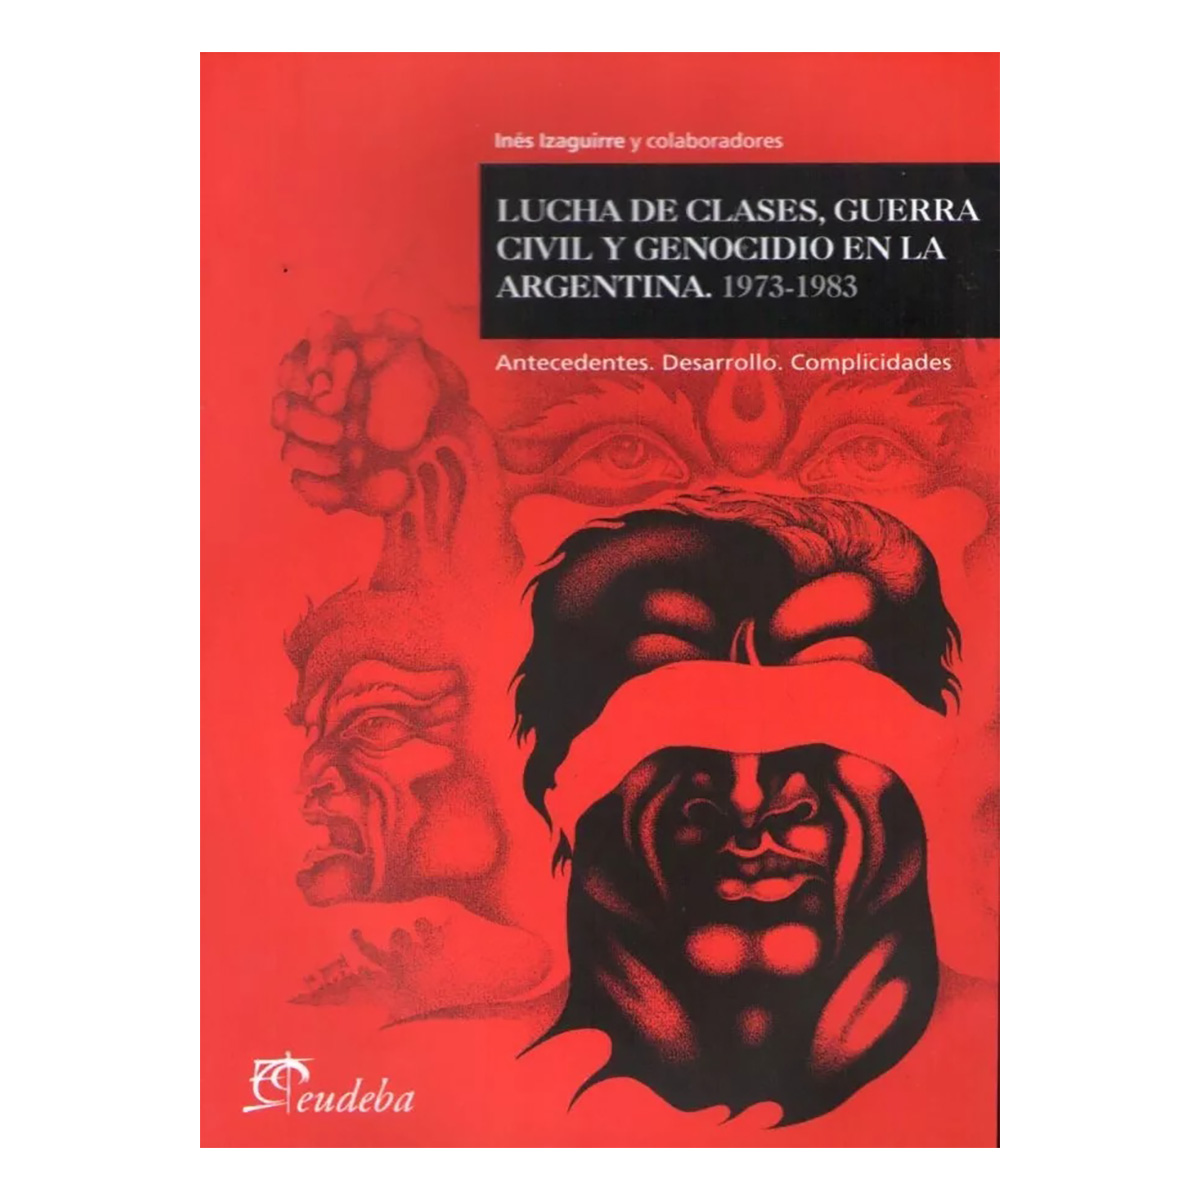 Inés Izaguirre y colaboradores
LUCHA DE CLASES, GUERRA
CIVIL Y GENOCIDIO EN LA
ARGENTINA. 1973-1983
Antecedentes. Desarrollo. Complicidades
eudeba